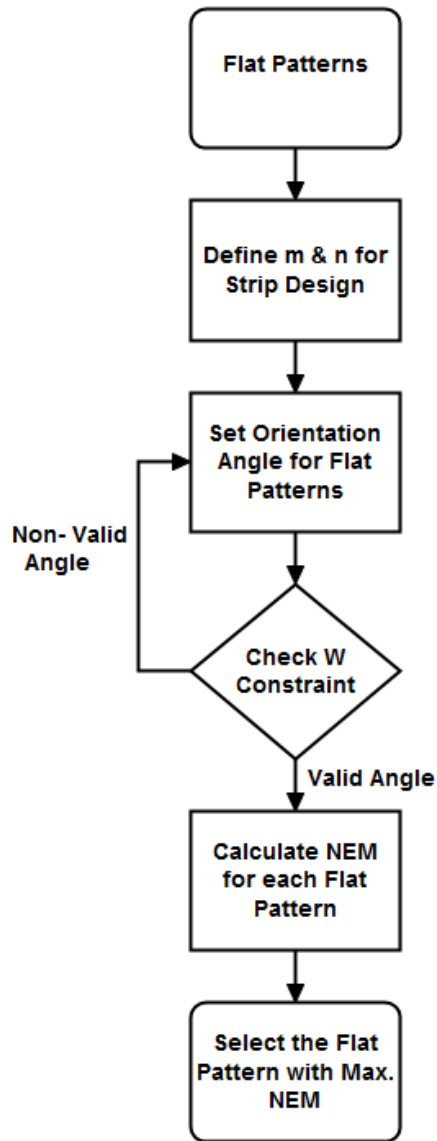 Flat Patterns
Define m & n for
Strip Design
Set Orientation
Angle for Flat
Patterns
Non- Valid
Angle
Check W
Constraint
Valid Angle
Calculate NEM
for each Flat
Pattern
Select the Flat
Pattern with Max.
NEM